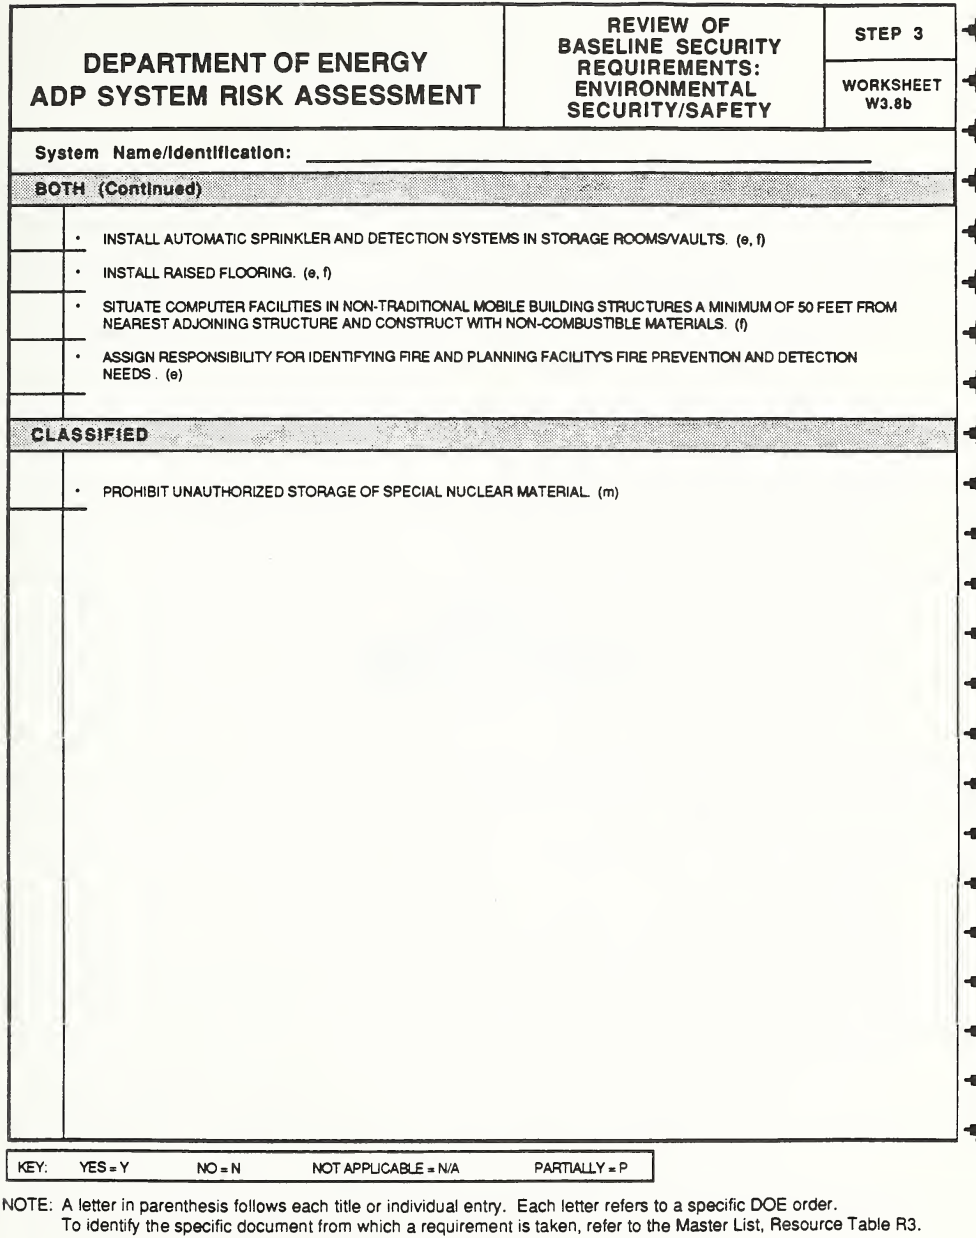 DEPARTMENT OF ENERGY
ADP SYSTEM RISK ASSESSMENT
REVIEW OF
BASELINE SECURITY
REQUIREMENTS:
ENVIRONMENTAL
SECURITY/SAFETY
STEP 3
WORKSHEET
W3.8b
System Name/Identification:
BOTH (Continued)
• INSTALL AUTOMATIC SPRINKLER AND DETECTION SYSTEMS IN STORAGE ROOMS/VAULTS. (e, f)
• INSTALL RAISED FLOORING. (e, f)
• SITUATE COMPUTER FACILITIES IN NON-TRADITIONAL MOBILE BUILDING STRUCTURES A MINIMUM OF 50 FEET FROM
NEAREST ADJOINING STRUCTURE AND CONSTRUCT WITH NON-COMBUSTIBLE MATERIALS. (f)
• ASSIGN RESPONSIBILITY FOR IDENTIFYING FIRE AND PLANNING FACILITY'S FIRE PREVENTION AND DETECTION
NEEDS . (e)
CLASSIFIED
• PROHIBIT UNAUTHORIZED STORAGE OF SPECIAL NUCLEAR MATERIAL. (m)
KEY: YES = Y NO = N NOT APPLICABLE = N/A PARTIALLY = P
NOTE: A letter in parenthesis follows each title or individual entry. Each letter refers to a specific DOE order.
To identify the specific document from which a requirement is taken, refer to the Master List, Resource Table R3.